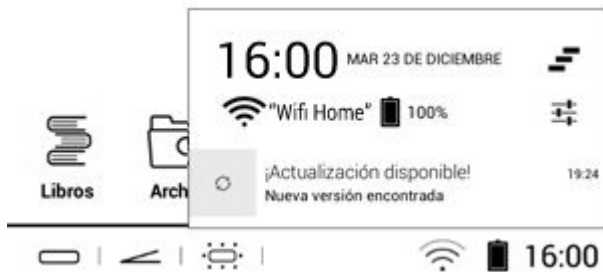 16:00 MAR 23 DE DICIEMBRE
"Wifi Home" 100%
¡Actualización disponible! 19:24
Nueva versión encontrada
Libros Arch
16:00